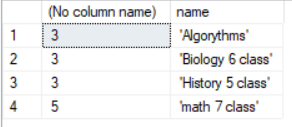 (No column name) name
1 3 'Algorythms'
2 3 'Biology 6 class'
3 3 'History 5 class'
4 5 'math 7 class'